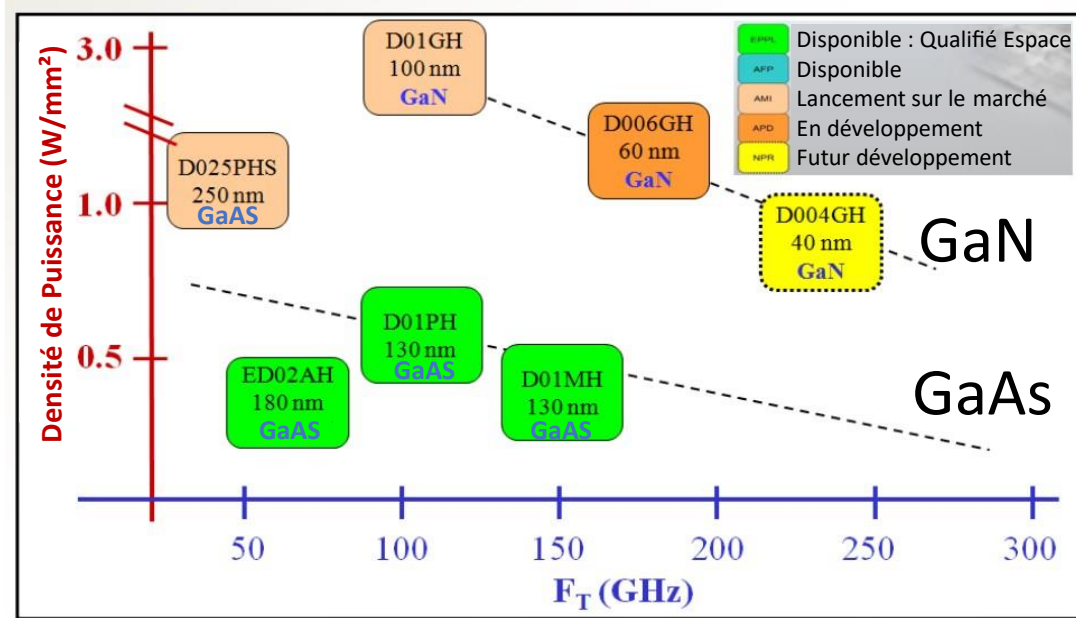 Densité de Puissance (W/mm²)
3.0
1.0
0.5
D01GH
100 nm
GaN
D025PHS
250 nm
GaAS
D006GH
60 nm
GaN
D004GH
40 nm
GaN
D01PH
130 nm
GaAS
ED02AH
180 nm
GaAS
D01MH
130 nm
GaAS
EPPL Disponible : Qualifié Espace
AFP Disponible
AMI Lancement sur le marché
APD En développement
NPR Futur développement
GaN
GaAs
50 100 150 200 250 300
F_T (GHz)